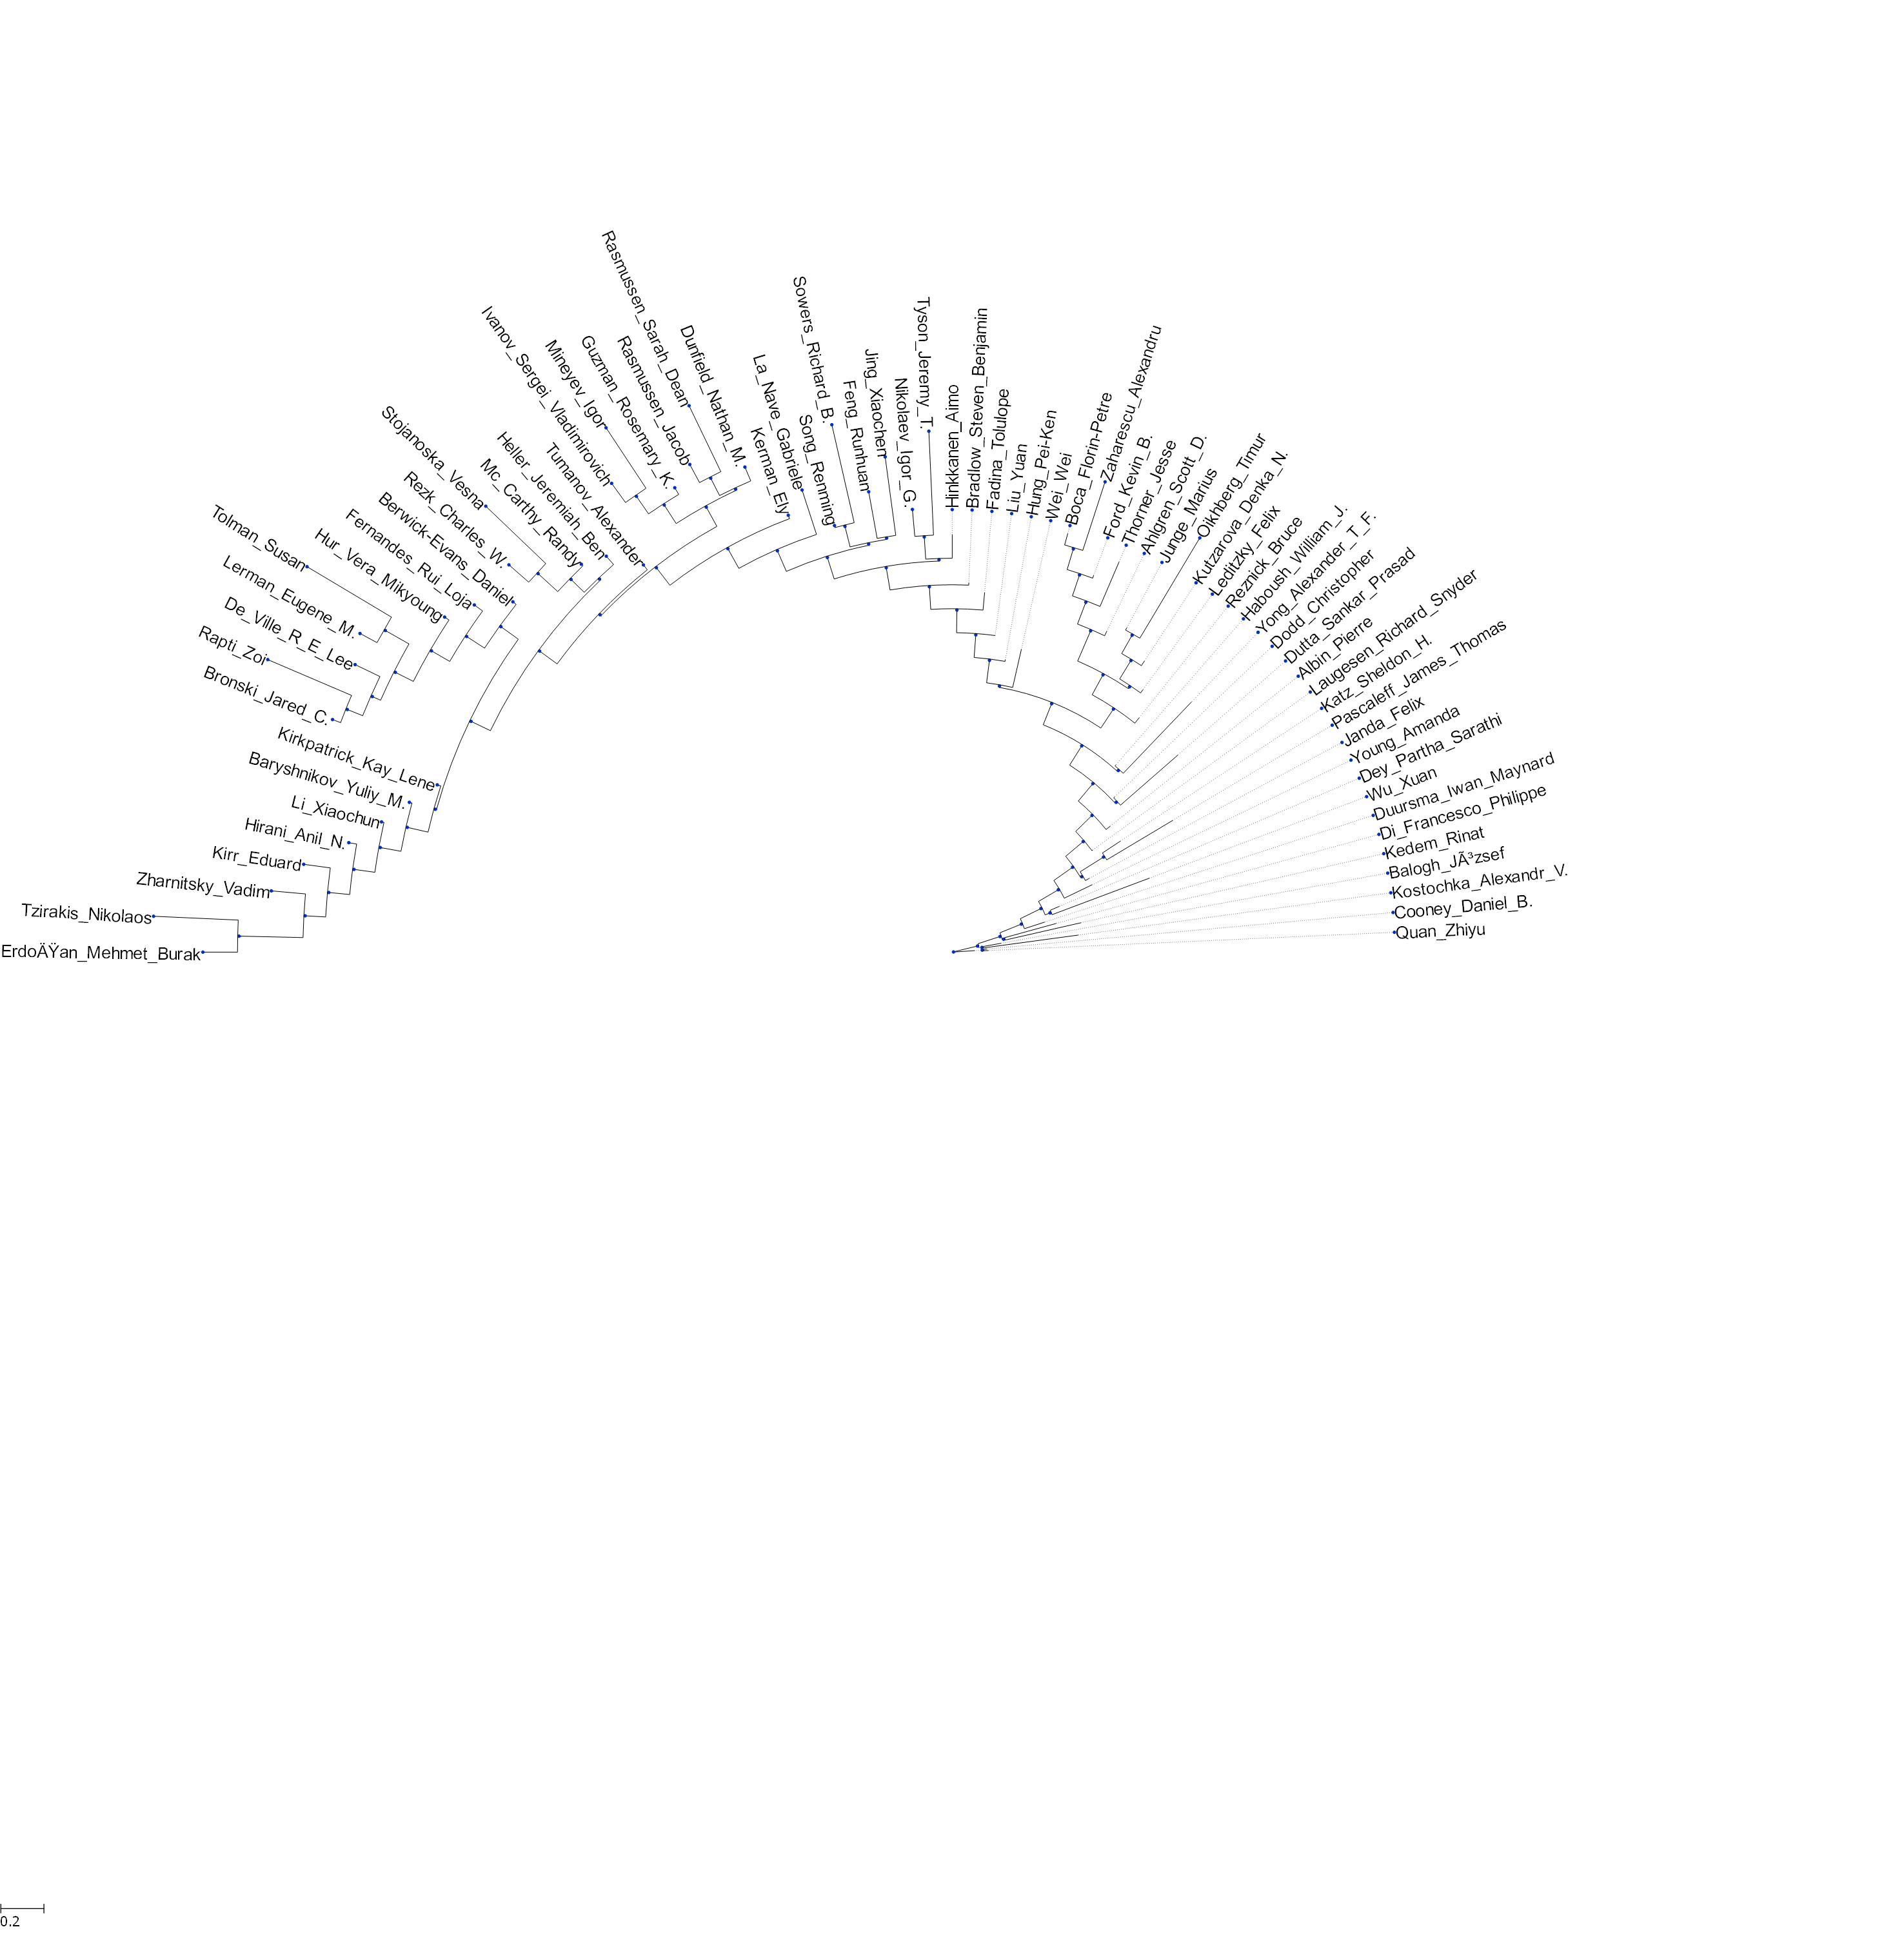 ErdoÄŸan_Mehmet_Burak
Tzirakis_Nikolaos
Zharnitsky_Vadim
Kirr_Eduard
Hirani_Anil_N.
Li_Xiaochun
Baryshnikov_Yuliy_M.
Kirkpatrick_Kay_Lene
Bronski_Jared_C.
Rapti_Zoi
De_Ville_R_E_Lee
Lerman_Eugene_M.
Tolman_Susan
Hur_Vera_Mikyoung
Fernandes_Rui_Loja
Berwick-Evans_Daniel
Rezk_Charles_W.
Stojanoska_Vesna
Mc_Carthy_Randy
Heller_Jeremiah_Ben
Tumanov_Alexander
Ivanov_Sergei_Vladimirovich
Mineyev_Igor
Guzman_Rosemary_K.
Rasmussen_Jacob
Rasmussen_Sarah_Dean
Dunfield_Nathan_M.
Kerman_Ely
La_Nave_Gabriele
Song_Renming
Sowers_Richard_B.
Feng_Runhuan
Jing_Xiaochen
Nikolaev_Igor_G.
Tyson_Jeremy_T.
Hinkkanen_Aimo
Bradlow_Steven_Benjamin
Fadina_Tolulope
Liu_Yuan
Hung_Pei-Ken
Wei_Wei
Boca_Florin-Petre
Zaharescu_Alexandru
Ford_Kevin_B.
Thorner_Jesse
Ahlgren_Scott_D.
Junge_Marius
Oikhberg_Timur
Kutzarova_Denka_N.
Leditzky_Felix
Reznick_Bruce
Haboush_William_J.
Yong_Alexander_T_F.
Dodd_Christopher
Dutta_Sankar_Prasad
Albin_Pierre
Laugesen_Richard_Snyder
Katz_Sheldon_H.
Pascaleff_James_Thomas
Janda_Felix
Young_Amanda
Dey_Partha_Sarathi
Wu_Xuan
Duursma_Iwan_Maynard
Di_Francesco_Philippe
Kedem_Rinat
Balogh_JÃ³zsef
Kostochka_Alexandr_V.
Cooney_Daniel_B.
Quan_Zhiyu
0.2